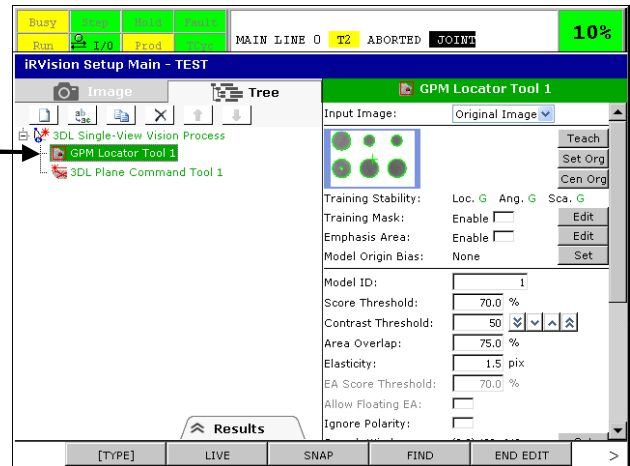 Busy Step Hold Fault
Run I/O Prod TCyc
MAIN LINE 0 T2 ABORTED JOINT
10%
iRVision Setup Main - TEST
Image Tree
GPM Locator Tool 1
3DL Single-View Vision Process
GPM Locator Tool 1
3DL Plane Command Tool 1
Input Image: Original Image
Teach
Set Org
Cen Org
Training Stability: Loc. G Ang. G Sca. G
Training Mask: Enable Edit
Emphasis Area: Enable Edit
Model Origin Bias: None Set
Model ID: 1
Score Threshold: 70.0 %
Contrast Threshold: 50
Area Overlap: 75.0 %
Elasticity: 1.5 pix
EA Score Threshold: 70.0 %
Allow Floating EA:
Ignore Polarity:
Results
[TYPE] LIVE SNAP FIND END EDIT >